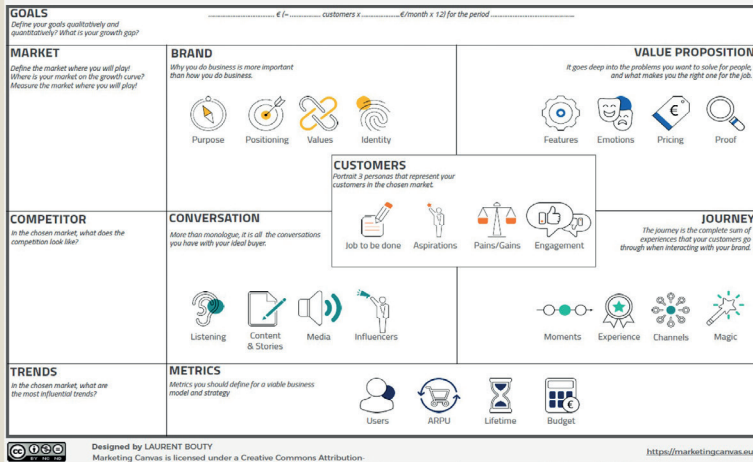 GOALS
Define your goals qualitatively and
quantitatively? What is your growth gap?
................................ € (= ............... customers x ..................€/month x 12) for the period ........................................
MARKET
Define the market where you will play!
Where is your market on the growth curve?
Measure the market where you will play!
BRAND
Why you do business is more important
than how you do business.
Purpose
Positioning
Values
Identity
VALUE PROPOSITION
It goes deep into the problems you want to solve for people,
and what makes you the right one for the job.
€
Features
Emotions
Pricing
Proof
CUSTOMERS
Portrait 3 personas that represent your
customers in the chosen market.
Job to be done
Aspirations
Pains/Gains
Engagement
COMPETITOR
In the chosen market, what does the
competition look like?
CONVERSATION
More than monologue, it is all the conversations
you have with your ideal buyer.
Listening
Content
& Stories
Media
Influencers
JOURNEY
The journey is the complete sum of
experiences that your customers go
through when interacting with your brand.
Moments
Experience
Channels
Magic
TRENDS
In the chosen market, what are
the most influential trends?
METRICS
Metrics you should define for a viable business
model and strategy
€
Users
ARPU
Lifetime
Budget
cc
BY NC ND
Designed by LAURENT BOUTY
Marketing Canvas is licensed under a Creative Commons Attribution-
https://marketingcanvas.eu